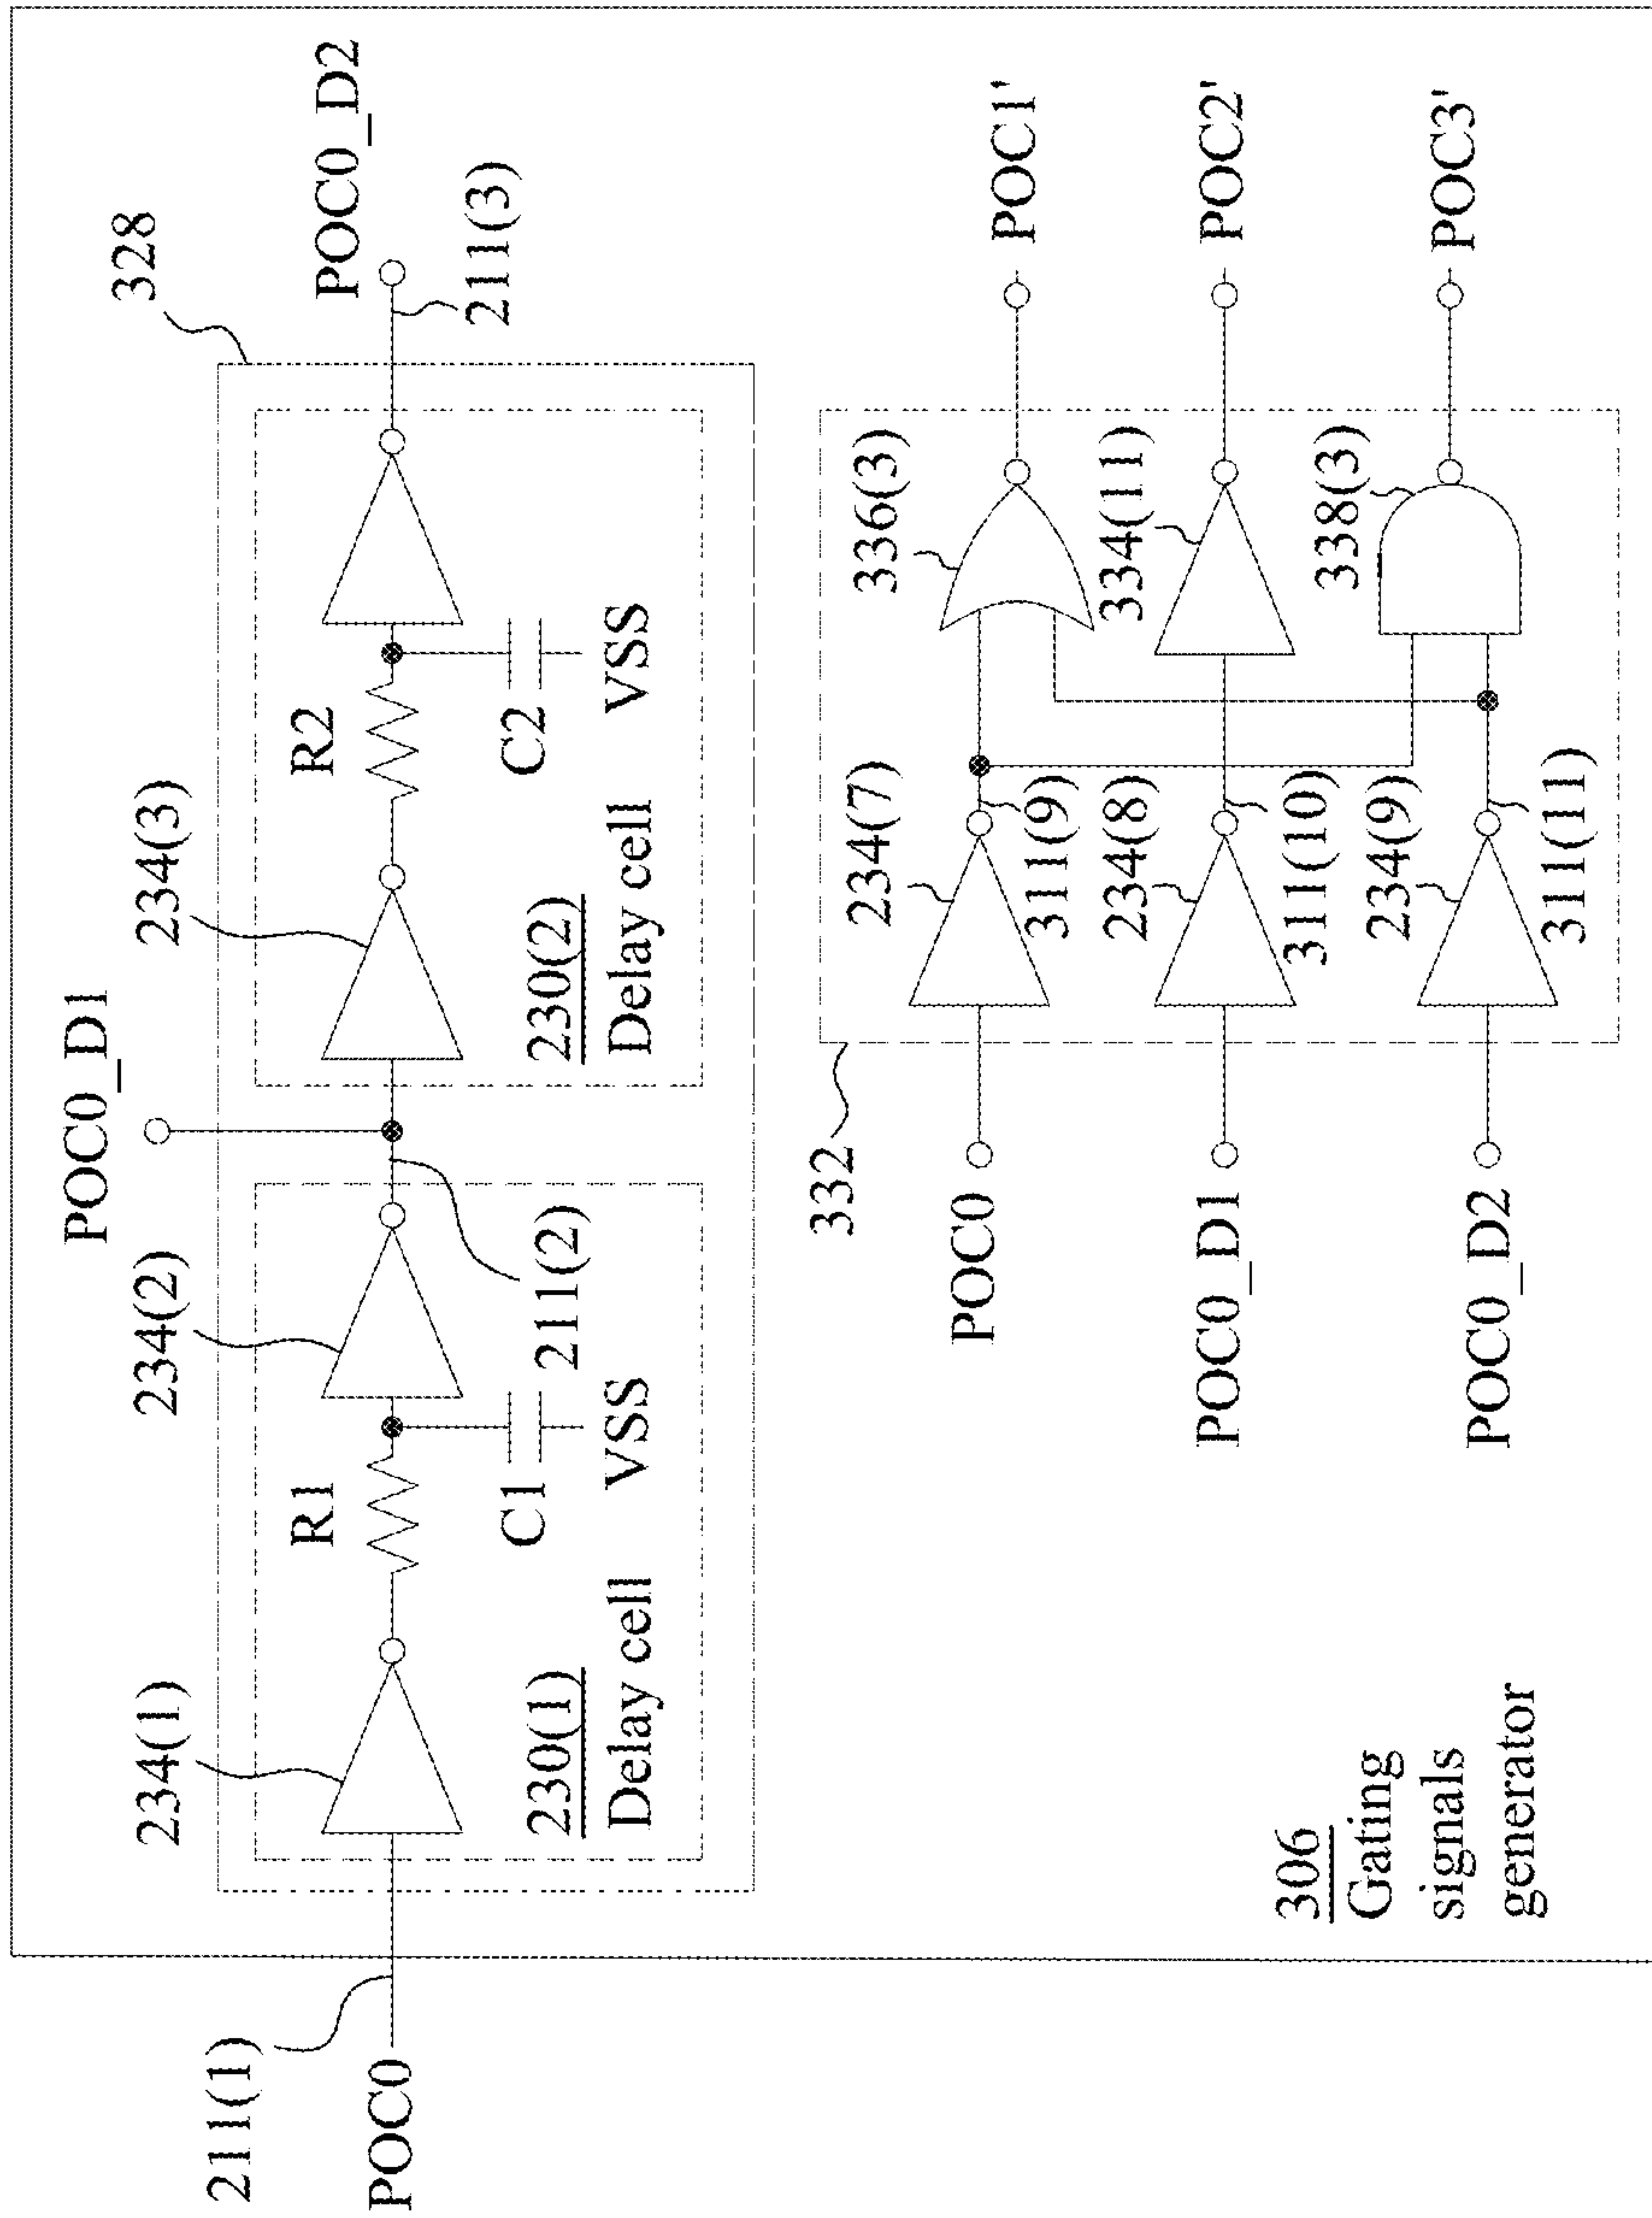 POC0_D1
234(1)
234(2)
234(3)
328
POC0_D2
211(1)
POC0
R1
R2
211(3)
C1
211(2)
C2
230(1)
Delay cell
VSS
230(2)
Delay cell
VSS
332
234(7)
336(3)
POC1'
POC0
311(9)
234(8)
334(11)
POC2'
POC0_D1
311(10)
234(9)
338(3)
POC3'
POC0_D2
311(11)
306
Gating
signals
generator